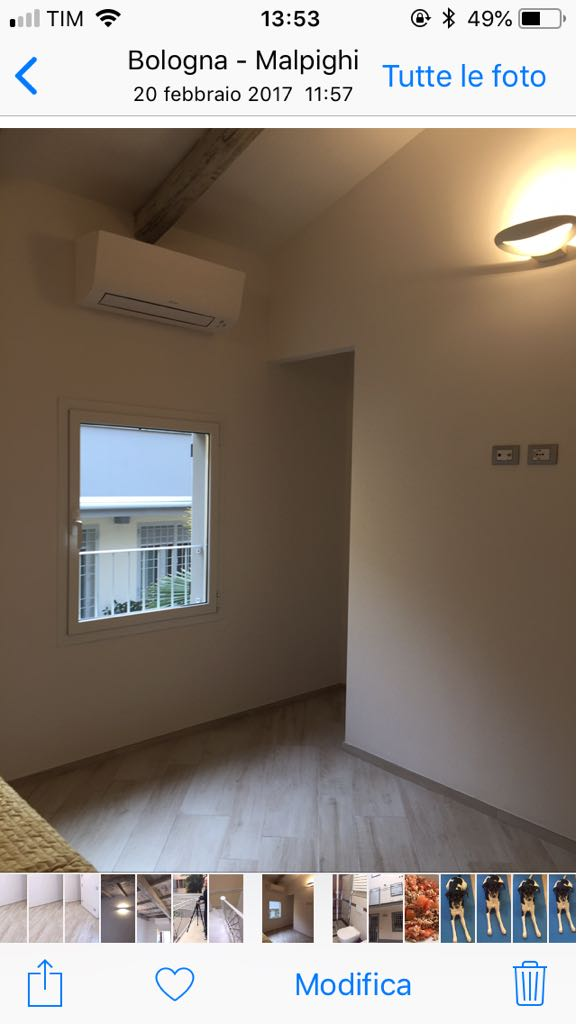 TIM 13:53 49%
Bologna - Malpighi
20 febbraio 2017 11:57
Tutte le foto
Modifica